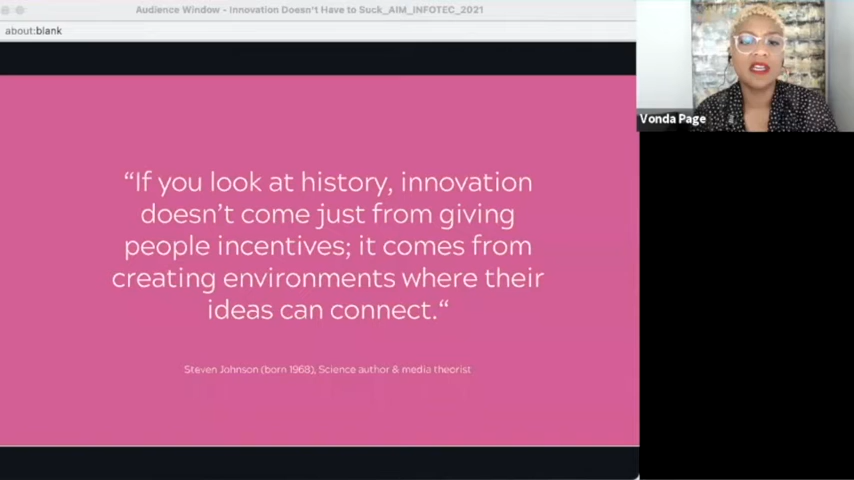 Audience Window - Innovation Doesn't Have to Suck_AIM_INFOTEC_2021
about:blank
Vonda Page
“If you look at history, innovation
doesn’t come just from giving
people incentives; it comes from
creating environments where their
ideas can connect.“
Steven Johnson (born 1968), Science author & media theorist